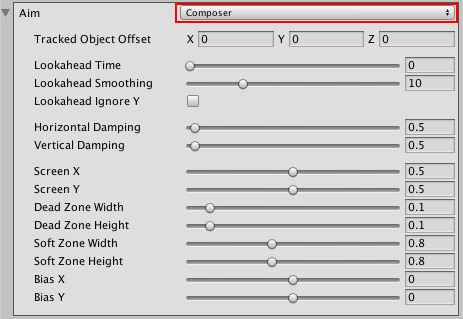 Aim Composer
Tracked Object Offset X 0 Y 0 Z 0
Lookahead Time 0
Lookahead Smoothing 10
Lookahead Ignore Y
Horizontal Damping 0.5
Vertical Damping 0.5
Screen X 0.5
Screen Y 0.5
Dead Zone Width 0.1
Dead Zone Height 0.1
Soft Zone Width 0.8
Soft Zone Height 0.8
Bias X 0
Bias Y 0